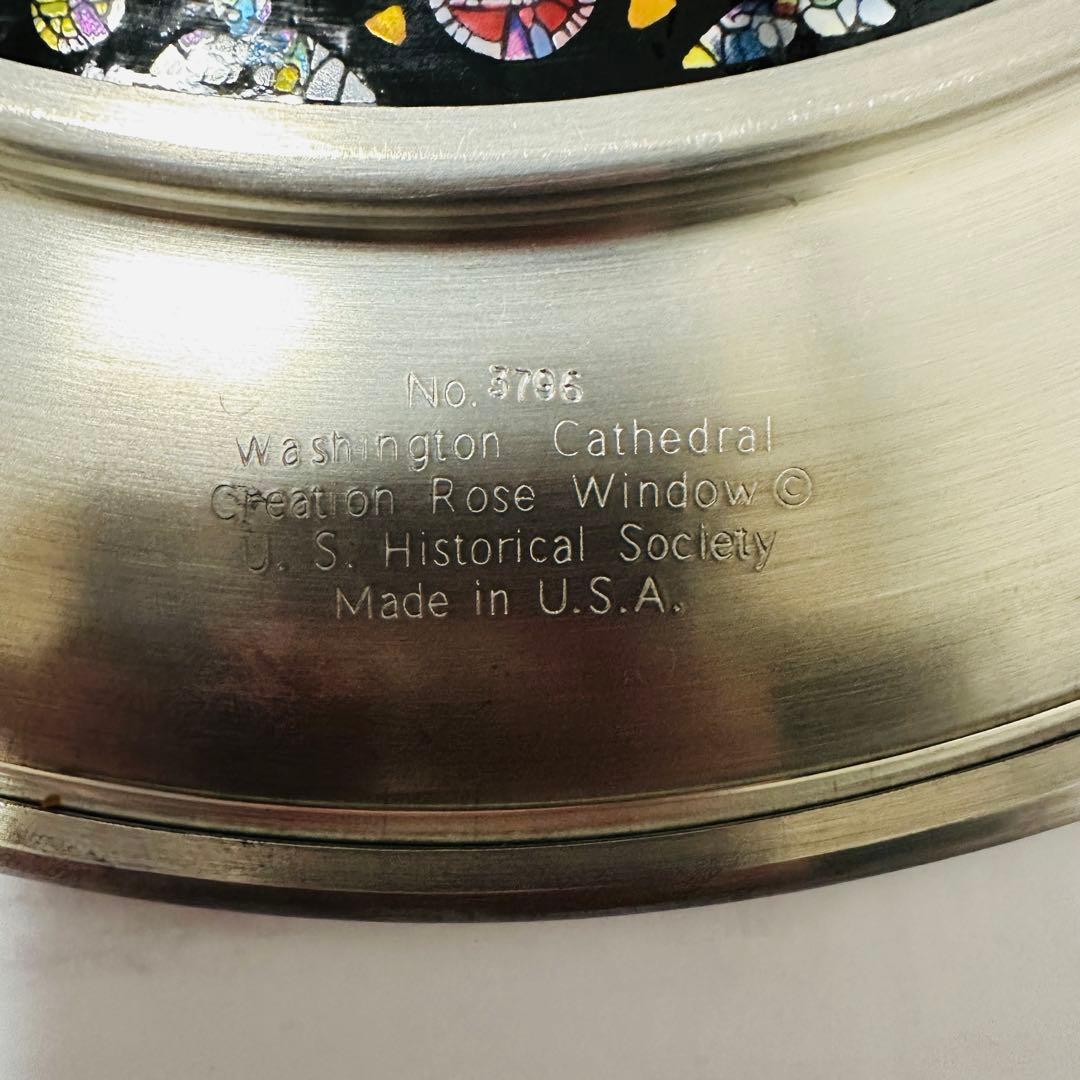 No. 3796
Washington Cathedral
Creation Rose Window ©
U. S. Historical Society
Made in U.S.A.